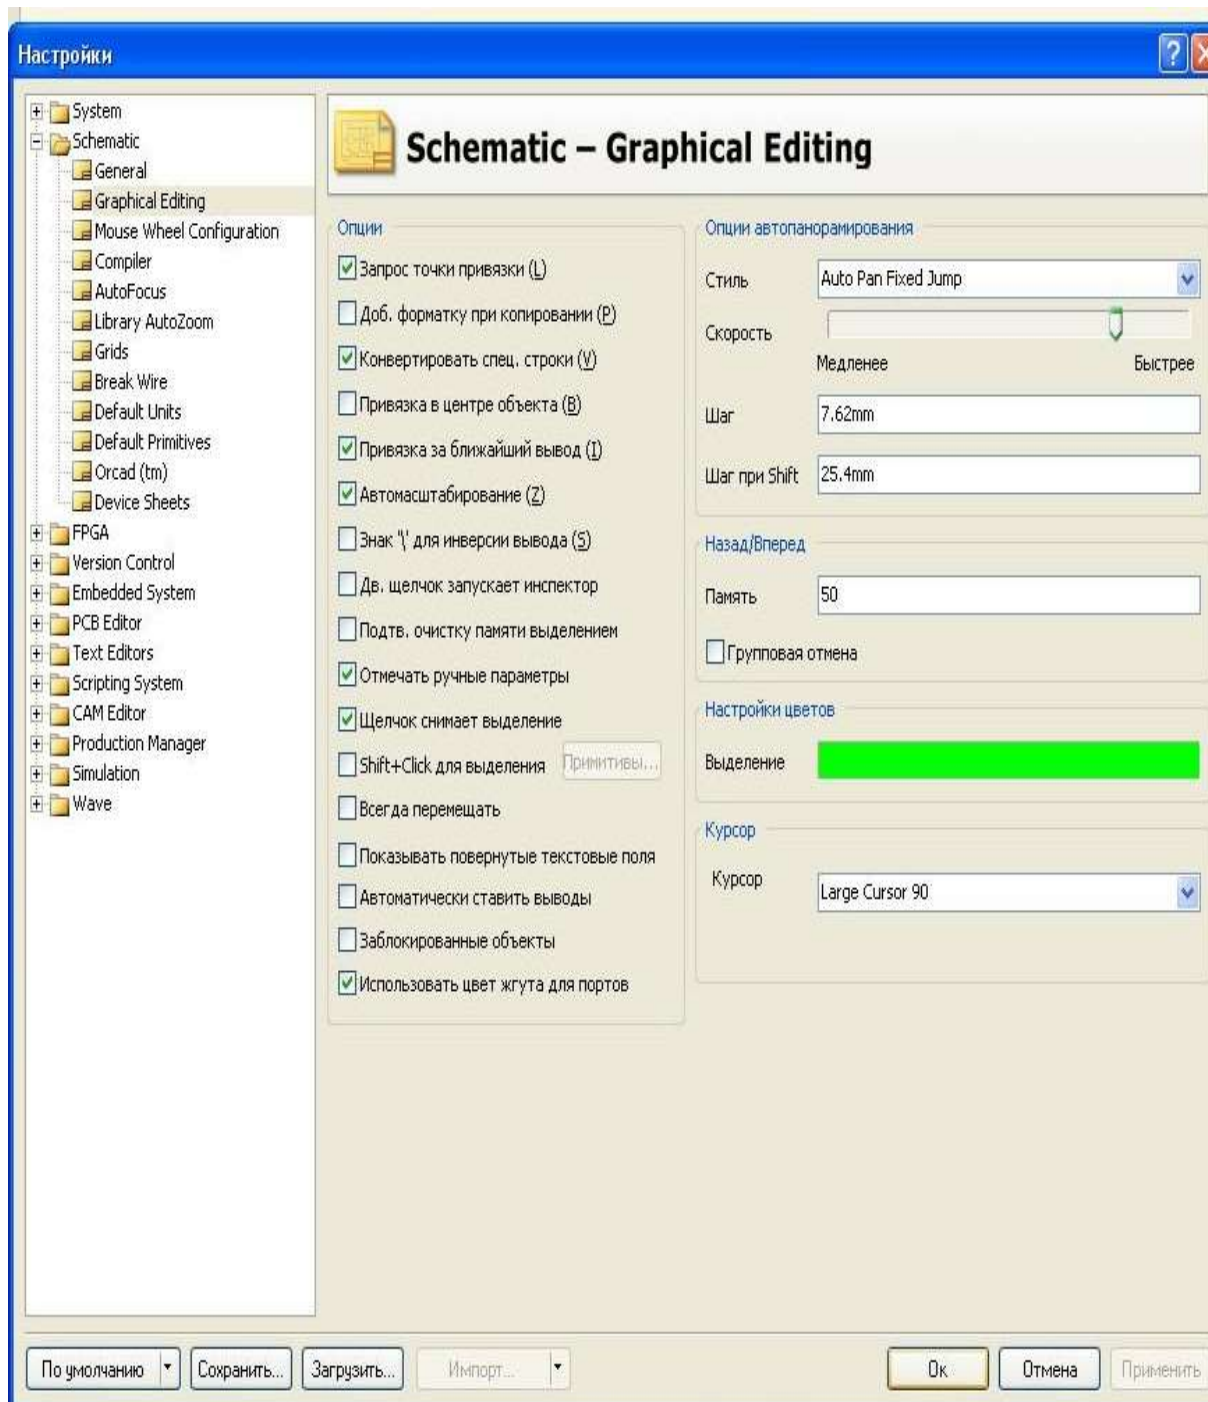 Настройки
System
Schematic
General
Graphical Editing
Mouse Wheel Configuration
Compiler
AutoFocus
Library AutoZoom
Grids
Break Wire
Default Units
Default Primitives
Orcad (tm)
Device Sheets
FPGA
Version Control
Embedded System
PCB Editor
Text Editors
Scripting System
CAM Editor
Production Manager
Simulation
Wave
Schematic – Graphical Editing
Опции
Запрос точки привязки (L)
Доб. форматку при копировании (P)
Конвертировать спец. строки (V)
Привязка в центре объекта (B)
Привязка за ближайший вывод (I)
Автомасштабирование (Z)
Знак '\' для инверсии вывода (S)
Дв. щелчок запускает инспектор
Подтв. очистку памяти выделением
Отмечать ручные параметры
Щелчок снимает выделение
Shift+Click для выделения Примитивы...
Всегда перемещать
Показывать повернутые текстовые поля
Автоматически ставить выводы
Заблокированные объекты
Использовать цвет жгута для портов
Опции автопанорамирования
Стиль Auto Pan Fixed Jump
Скорость
Медленее Быстрее
Шаг 7.62mm
Шаг при Shift 25.4mm
Назад/Вперед
Память 50
Групповая отмена
Настройки цветов
Выделение
Курсор
Курсор Large Cursor 90
По умолчанию Сохранить... Загрузить... Импорт... Ок Отмена Применить